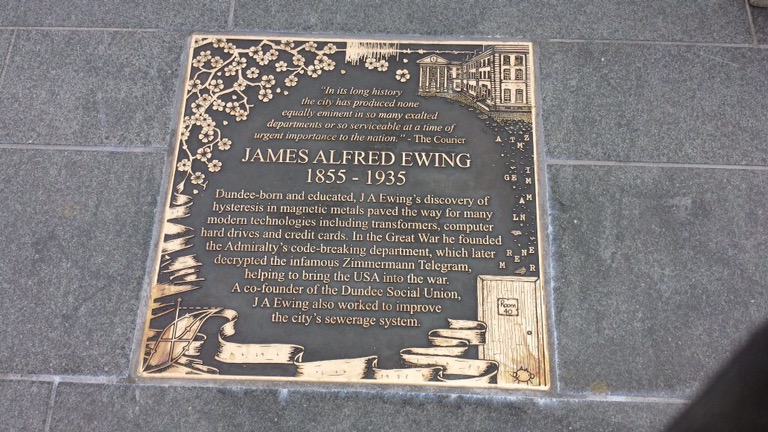 "In its long history
the city has produced none
equally eminent in so many exalted
departments or so serviceable at a time of
urgent importance to the nation." - The Courier
JAMES ALFRED EWING
1855 - 1935
Dundee-born and educated, J A Ewing's discovery of
hysteresis in magnetic metals paved the way for many
modern technologies including transformers, computer
hard drives and credit cards. In the Great War he founded
the Admiralty's code-breaking department, which later
decrypted the infamous Zimmermann Telegram,
helping to bring the USA into the war.
A co-founder of the Dundee Social Union,
J A Ewing also worked to improve
the city's sewerage system.
Room
40